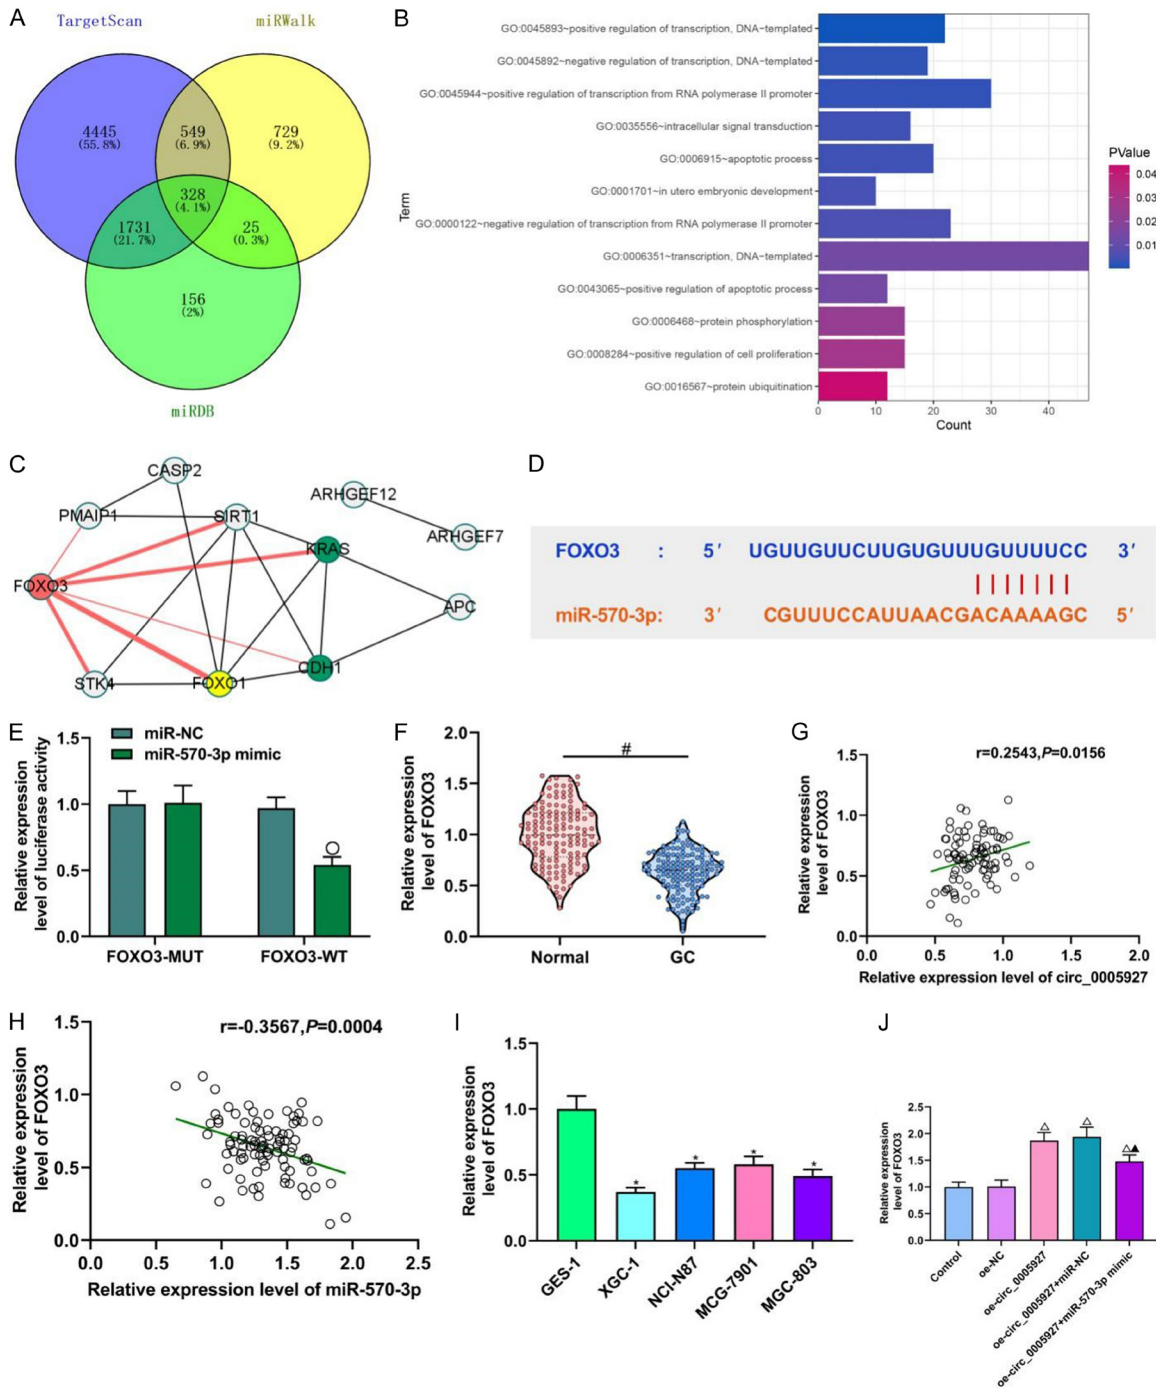 A
TargetScan
miRWalk
4445
(55.8%)
549
(6.9%)
729
(9.2%)
328
(4.1%)
1731
(21.7%)
25
(0.3%)
156
(2%)
miRDB
B
Term
GO:0045893~positive regulation of transcription, DNA−templated
GO:0045892~negative regulation of transcription, DNA−templated
GO:0045944~positive regulation of transcription from RNA polymerase II promoter
GO:0035556~intracellular signal transduction
GO:0006915~apoptotic process
GO:0001701~in utero embryonic development
GO:0000122~negative regulation of transcription from RNA polymerase II promoter
GO:0006351~transcription, DNA−templated
GO:0043065~positive regulation of apoptotic process
GO:0006468~protein phosphorylation
GO:0008284~positive regulation of cell proliferation
GO:0016567~protein ubiquitination
0 10 20 30 40
Count
PValue
0.04
0.03
0.02
0.01
C
CASP2
ARHGEF12
PMAIP1
SIRT1
ARHGEF7
KRAS
FOXO3
APC
CDH1
STK4
FOXO1
D
FOXO3 : 5′ UGUUGUUCUUGUGUUUGUUUUCC 3′
miR-570-3p: 3′ CGUUUCCAUUAACGACAAAAGC 5′
E
miR-NC
miR-570-3p mimic
Relative expression
level of luciferase activity
1.5
1.0
0.5
0.0
FOXO3-MUT FOXO3-WT
F
Relative expression
level of FOXO3
2.0
1.5
1.0
0.5
0.0
#
Normal GC
G
r=0.2543,P=0.0156
Relative expression
level of FOXO3
1.5
1.0
0.5
0.0
0.0 0.5 1.0 1.5 2.0
Relative expression level of circ_0005927
H
r=-0.3567,P=0.0004
Relative expression
level of FOXO3
1.5
1.0
0.5
0.0
0.0 0.5 1.0 1.5 2.0 2.5
Relative expression level of miR-570-3p
I
Relative expression
level of FOXO3
1.5
1.0
0.5
0.0
* * * *
GES-1
XGC-1
NCI-N87
MCG-7901
MGC-803
J
Relative expression
level of FOXO3
2.5
2.0
1.5
1.0
0.5
0.0
△ △ △▲
Control
oe-NC
oe-circ_0005927
oe-circ_0005927+miR-NC
oe-circ_0005927+miR-570-3p mimic